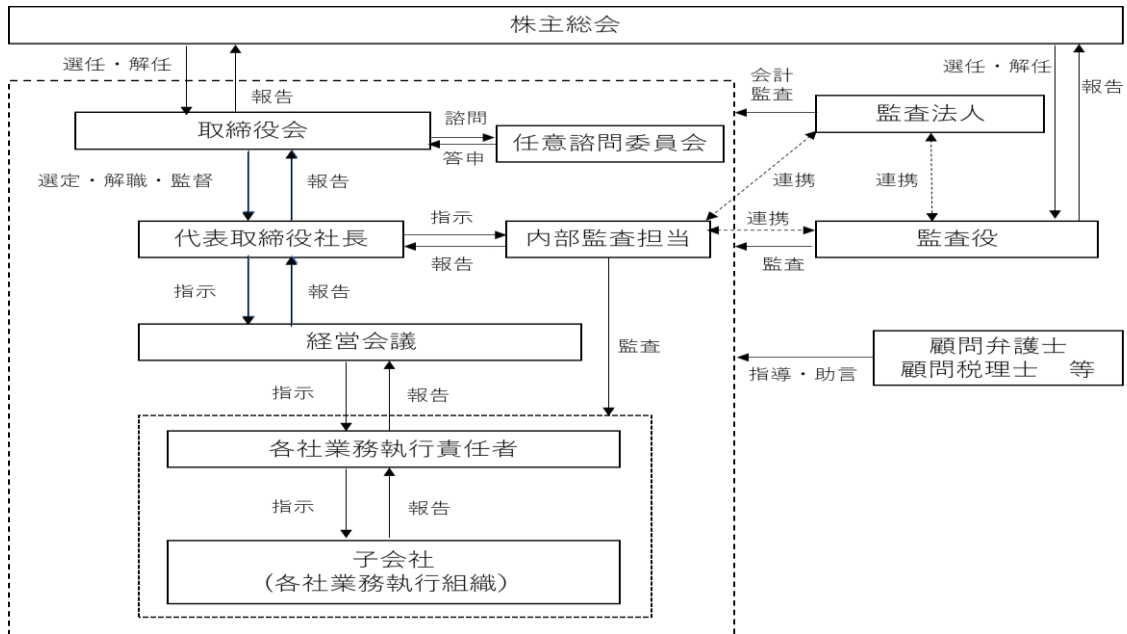 株主総会
選任・解任
報告
選任・解任
報告
会計
監査
取締役会
諮問
答申
任意諮問委員会
監査法人
選定・解職・監督
報告
連携
連携
代表取締役社長
指示
報告
内部監査担当
連携
監査
監査役
指示
報告
経営会議
監査
顧問弁護士
顧問税理士　等
指導・助言
指示
報告
各社業務執行責任者
指示
報告
子会社
(各社業務執行組織)